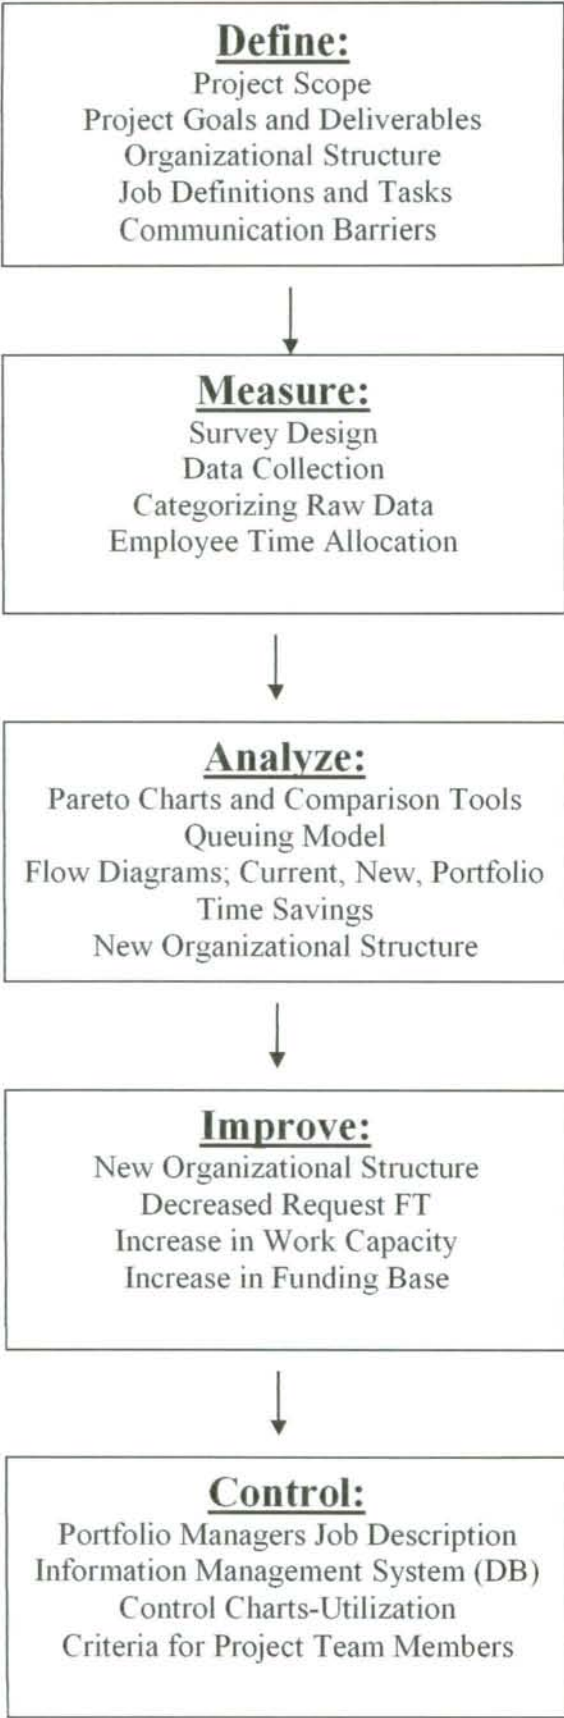 Define:
Project Scope
Project Goals and Deliverables
Organizational Structure
Job Definitions and Tasks
Communication Barriers
Measure:
Survey Design
Data Collection
Categorizing Raw Data
Employee Time Allocation
Analyze:
Pareto Charts and Comparison Tools
Queuing Model
Flow Diagrams; Current, New, Portfolio
Time Savings
New Organizational Structure
Improve:
New Organizational Structure
Decreased Request FT
Increase in Work Capacity
Increase in Funding Base
Control:
Portfolio Managers Job Description
Information Management System (DB)
Control Charts-Utilization
Criteria for Project Team Members